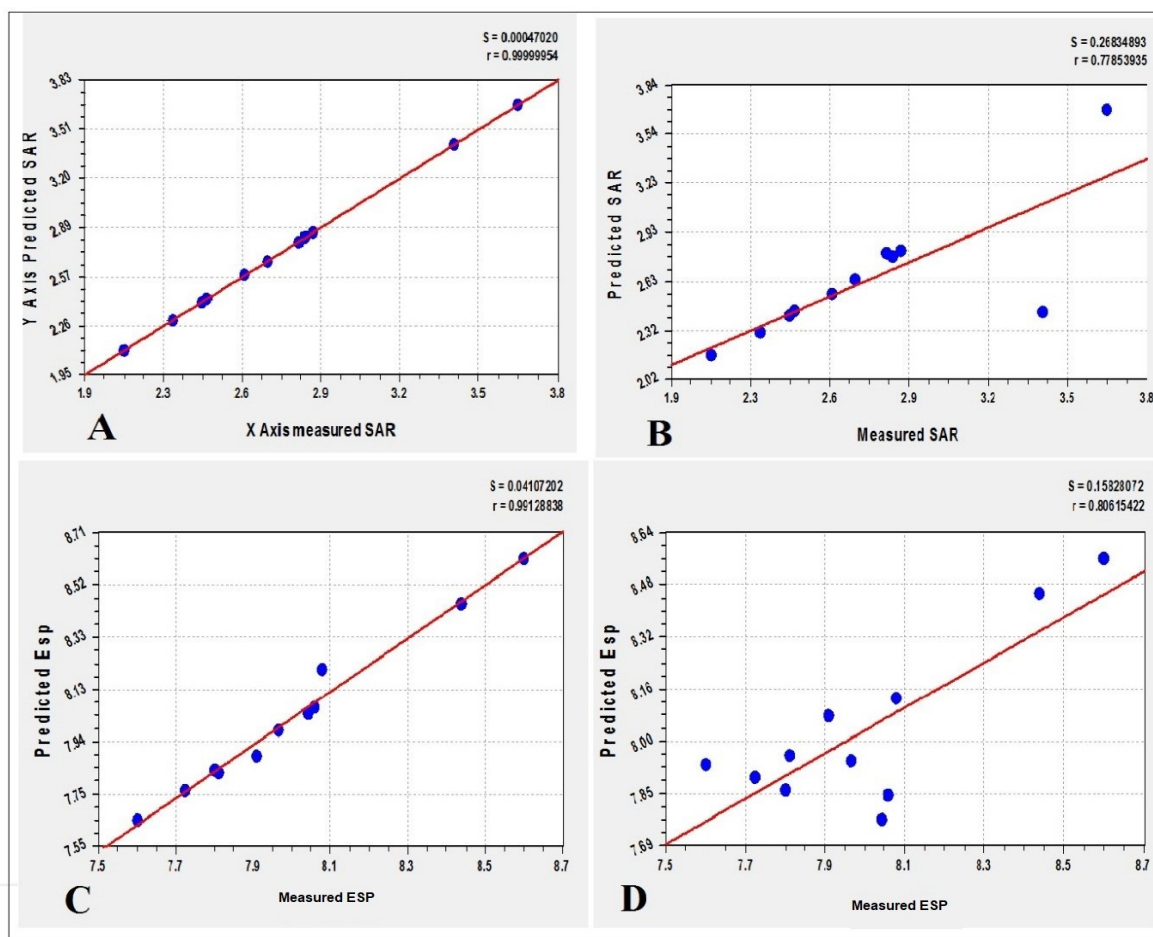 S = 0.00047020
r = 0.99999954
3.83
3.51
3.20
2.89
2.57
2.26
1.95
Y Axis Predicted SAR
1.9 2.3 2.6 2.9 3.2 3.5 3.8
A
X Axis measured SAR
S = 0.26834893
r = 0.77853935
3.84
3.54
3.23
2.93
2.63
2.32
2.02
Predicted SAR
1.9 2.3 2.6 2.9 3.2 3.5 3.8
B
Measured SAR
S = 0.04107202
r = 0.99128838
8.71
8.52
8.33
8.13
7.94
7.75
7.55
Predicted Esp
7.5 7.7 7.9 8.1 8.3 8.5 8.7
C
Measured ESP
S = 0.15828072
r = 0.80615422
8.64
8.48
8.32
8.16
8.00
7.85
7.69
Predicted Esp
7.5 7.7 7.9 8.1 8.3 8.5 8.7
D
Measured ESP